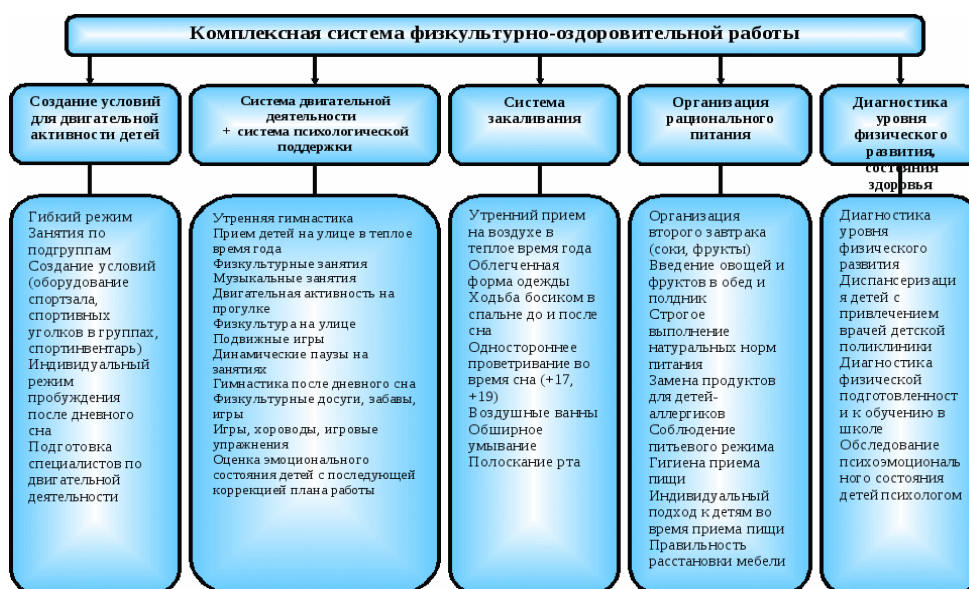 Комплексная система физкультурно-оздоровительной работы
Создание условий
для двигательной
активности детей
Система двигательной
деятельности
+ система психологической
поддержки
Система
закаливания
Организация
рационального
питания
Диагностика
уровня
физического
развития,
состояния
здоровья
Гибкий режим
Занятия по
подгруппам
Создание условий
(оборудование
спортзала,
спортивных
уголков в группах,
спортинвентарь)
Индивидуальный
режим
пробуждения
после дневного
сна
Подготовка
специалистов по
двигательной
деятельности
Утренняя гимнастика
Прием детей на улице в теплое
время года
Физкультурные занятия
Музыкальные занятия
Двигательная активность на
прогулке
Физкультура на улице
Подвижные игры
Динамические паузы на
занятиях
Гимнастика после дневного сна
Физкультурные досуги, забавы,
игры
Игры, хороводы, игровые
упражнения
Оценка эмоционального
состояния детей с последующей
коррекцией плана работы
Утренний прием
на воздухе в
теплое время года
Облегченная
форма одежды
Ходьба босиком в
спальне до и после
сна
Одностороннее
проветривание во
время сна (+17,
+19)
Воздушные ванны
Обширное
умывание
Полоскание рта
Организация
второго завтрака
(соки, фрукты)
Введение овощей и
фруктов в обед и
полдник
Строгое
выполнение
натуральных норм
питания
Замена продуктов
для детей-
аллергиков
Соблюдение
питьевого режима
Гигиена приема
пищи
Индивидуальный
подход к детям во
время приема пищи
Правильность
расстановки мебели
Диагностика
уровня
физического
развития
Диспансеризаци
я детей с
привлечением
врачей детской
поликлиники
Диагностика
физической
подготовленност
и к обучению в
школе
Обследование
психоэмоциональ
ного состояния
детей психологом